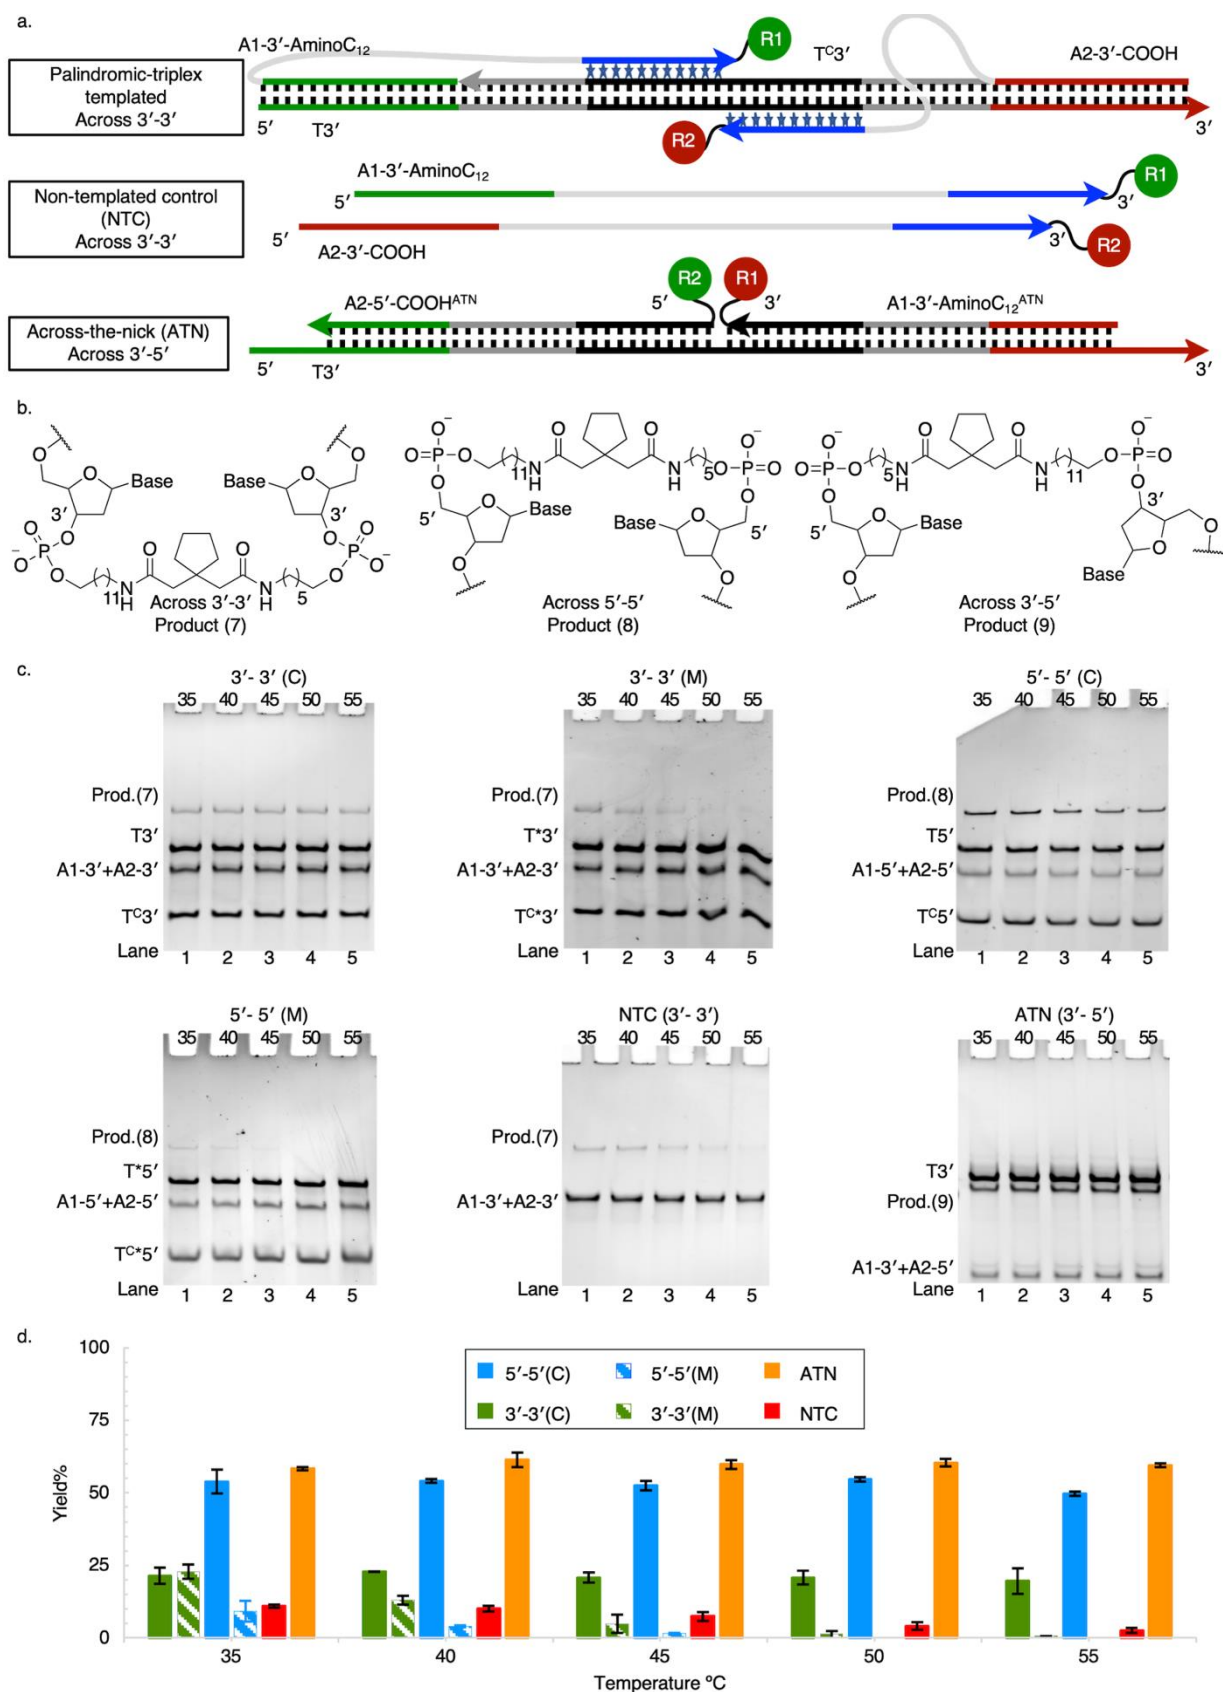 a.
A1-3′-AminoC12
R1
TC3′
A2-3′-COOH
Palindromic-triplex
templated
Across 3′-3′
5′
T3′
R2
3′
Non-templated control
(NTC)
Across 3′-3′
A1-3′-AminoC12
5′
3′
R1
5′
A2-3′-COOH
3′
R2
Across-the-nick (ATN)
Across 3′-5′
A2-5′-COOHATN
5′
R2
R1
3′
A1-3′-AminoC12ATN
5′
T3′
3′
b.
O
O
Base
3′
O
P
O
O−
O
11
N
H
O
O
N
H
5
O
P
O
O−
O
3′
Base
O
O
Across 3′-3′
Product (7)
O−
O=P
O
O
5′
O
Base
O
11
N
H
O
O
N
H
5
O
O−
P=O
O
5′
O
Base
O
Across 5′-5′
Product (8)
O−
O=P
O
O
5′
O
Base
O
5
N
H
O
O
N
H
11
O
O−
P=O
O
3′
O
O
Base
Across 3′-5′
Product (9)
c.
3′- 3′ (C)
35 40 45 50 55
Prod.(7)
T3′
A1-3′+A2-3′
TC3′
Lane 1 2 3 4 5
3′- 3′ (M)
35 40 45 50 55
Prod.(7)
T*3′
A1-3′+A2-3′
TC*3′
Lane 1 2 3 4 5
5′- 5′ (C)
35 40 45 50 55
Prod.(8)
T5′
A1-5′+A2-5′
TC5′
Lane 1 2 3 4 5
5′- 5′ (M)
35 40 45 50 55
Prod.(8)
T*5′
A1-5′+A2-5′
TC*5′
Lane 1 2 3 4 5
NTC (3′- 3′)
35 40 45 50 55
Prod.(7)
A1-3′+A2-3′
Lane 1 2 3 4 5
ATN (3′- 5′)
35 40 45 50 55
T3′
Prod.(9)
A1-3′+A2-5′
Lane 1 2 3 4 5
d.
100
75
50
25
0
Yield%
5′-5′(C) 5′-5′(M) ATN
3′-3′(C) 3′-3′(M) NTC
35 40 45 50 55
Temperature ºC